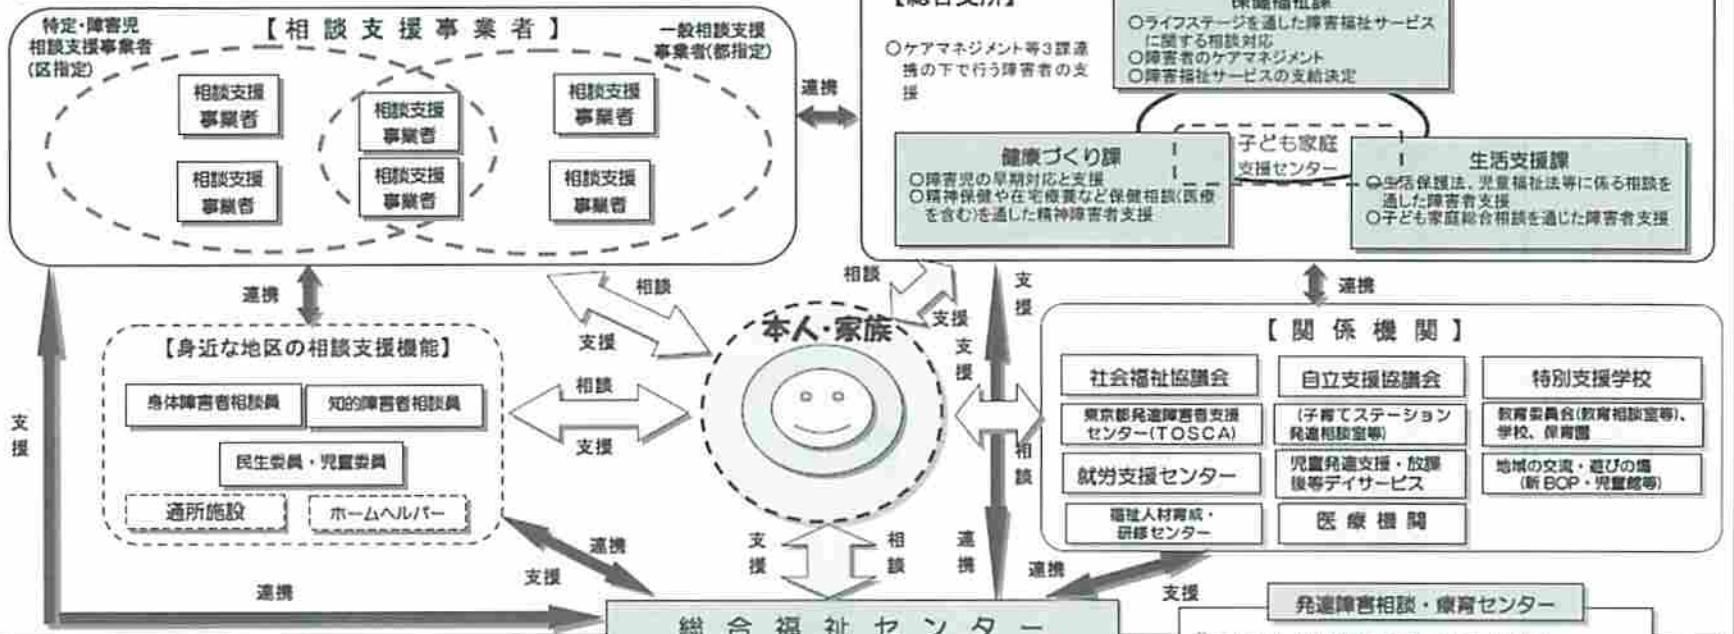 【相談支援事業者】
特定・障害児
相談支援事業者
(区指定)
一般相談支援
事業者(都指定)
相談支援
事業者
相談支援
事業者
相談支援
事業者
相談支援
事業者
相談支援
事業者
相談支援
事業者
連携
【総合支所】
○ケアマネジメント等3課連
携の下で行う障害者の支
援
保健福祉課
○ライフステージを通した障害福祉サービス
に関する相談対応
○障害者のケアマネジメント
○障害福祉サービスの支給決定
子ども家庭
支援センター
健康づくり課
○障害児の早期対応と支援
○精神保健や在宅療養など保健相談(医療
を含む)を通した精神障害者支援
生活支援課
○生活保護法、児童福祉法等に係る相談を
通した障害者支援
○子ども家庭総合相談を通じた障害者支援
連携
相談
支援
相談
支援
支援
連携
【身近な地区の相談支援機能】
身体障害者相談員
知的障害者相談員
民生委員・児童委員
通所施設
ホームヘルパー
支援
相談
支援
本人・家族
支援
相談
【関係機関】
社会福祉協議会
自立支援協議会
特別支援学校
東京都発達障害者支援
センター(TOSCA)
(子育てステーション
発達相談室等)
教育委員会(教育相談室等)、
学校、保育園
就労支援センター
児童発達支援・放課
後等デイサービス
地域の交流・遊びの場
(新BOP・児童館等)
福祉人材育成・
研修センター
医療機関
連携
支援
支援
相談
連携
連携
支援
連携
総合福祉センター
発達障害相談・療育センター